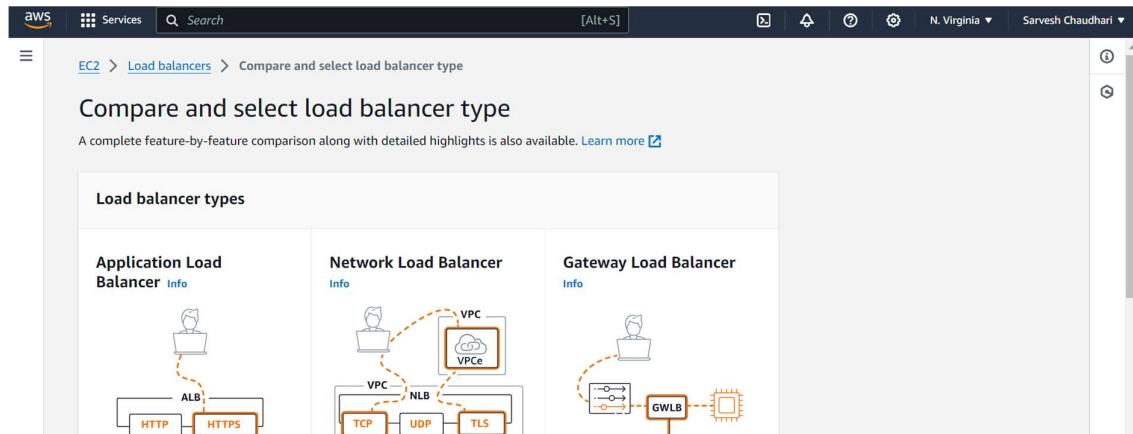 aws Services Search [Alt+S] N. Virginia ▼ Sarvesh Chaudhari ▼
EC2 > Load balancers > Compare and select load balancer type
Compare and select load balancer type
A complete feature-by-feature comparison along with detailed highlights is also available. Learn more
Load balancer types
Application Load
Balancer Info
Network Load Balancer
Info
Gateway Load Balancer
Info
ALB
HTTP HTTPS
VPC
VPCe
VPC
NLB
TCP UDP TLS
GWLB